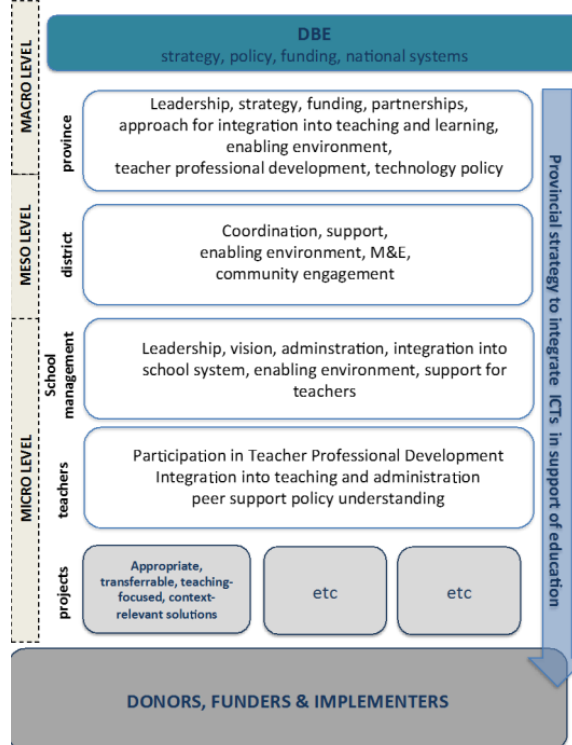 DBE
strategy, policy, funding, national systems
MACRO LEVEL
province
Leadership, strategy, funding, partnerships,
approach for integration into teaching and learning,
enabling environment,
teacher professional development, technology policy
MESO LEVEL
district
Coordination, support,
enabling environment, M&E,
community engagement
MICRO LEVEL
School
management
Leadership, vision, adminstration, integration into
school system, enabling environment, support for
teachers
teachers
Participation in Teacher Professional Development
Integration into teaching and administration
peer support policy understanding
projects
Appropriate,
transferrable, teaching-
focused, context-
relevant solutions
etc
etc
Provincial strategy to integrate ICTs in support of education
DONORS, FUNDERS & IMPLEMENTERS